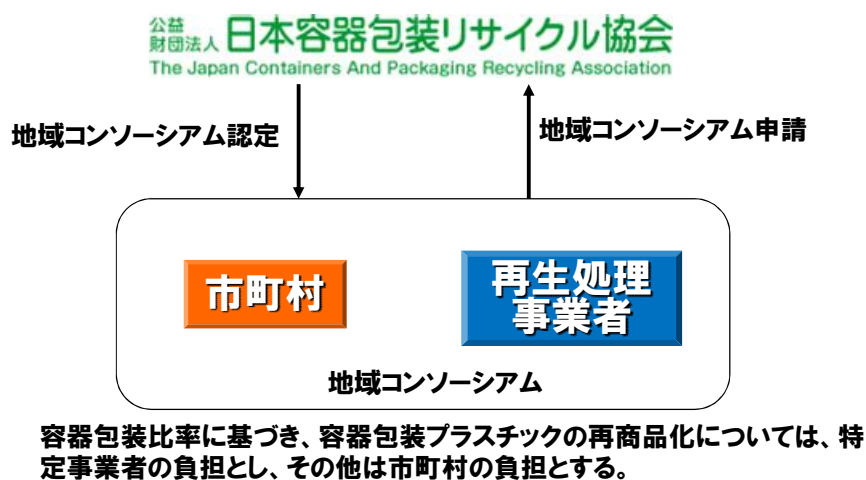 公益
財団法人 日本容器包装リサイクル協会
The Japan Containers And Packaging Recycling Association
地域コンソーシアム認定
地域コンソーシアム申請
市町村
再生処理
事業者
地域コンソーシアム
容器包装比率に基づき、容器包装プラスチックの再商品化については、特
定事業者の負担とし、その他は市町村の負担とする。